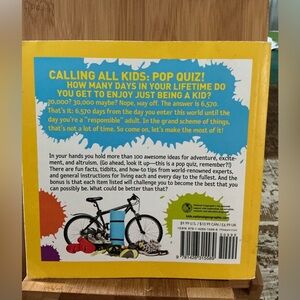 CALLING ALL KIDS: POP QUIZ!
HOW MANY DAYS IN YOUR LIFETIME DO
YOU GET TO ENJOY JUST BEING A KID?
20,000? 30,000 maybe? Nope, way off. The answer is 6,570.
That's it: 6,570 days from the day you enter this world until the
day you're a "responsible" adult. In the grand scheme of things,
that's not a lot of time. So come on, let's make the most of it!
In your hands you hold more than 100 awesome ideas for adventure, excite-
ment, and altruism. (Go ahead, look it up—this is a pop quiz, remember?!)
There are fun facts, tidbits, and how-to tips from world-renowned experts,
and general instructions for living each and every day to the fullest. And the
bonus is that each item listed will challenge you to become the best that you
can possibly be. What could be better than that?